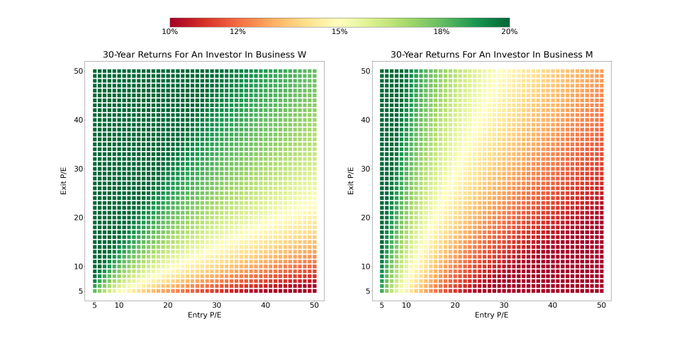 10% 12% 15% 18% 20%
30-Year Returns For An Investor In Business W
30-Year Returns For An Investor In Business M
50
40
30
20
10
5
Exit P/E
5 10 20 30 40 50
Entry P/E
50
40
30
20
10
5
Exit P/E
5 10 20 30 40 50
Entry P/E